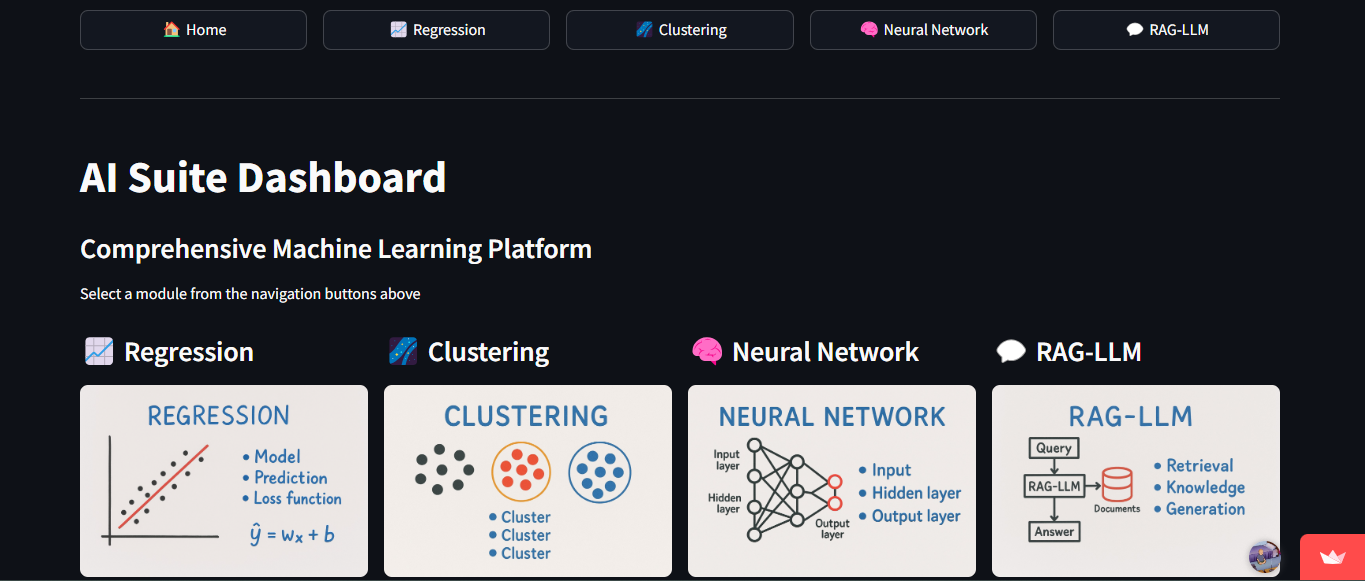 🏠 Home
📈 Regression
🌌 Clustering
🧠 Neural Network
💬 RAG-LLM
AI Suite Dashboard
Comprehensive Machine Learning Platform
Select a module from the navigation buttons above
📈 Regression
🌌 Clustering
🧠 Neural Network
💬 RAG-LLM
REGRESSION
• Model
• Prediction
• Loss function
ŷ = wx + b
CLUSTERING
• Cluster
• Cluster
• Cluster
NEURAL NETWORK
Input
layer
Hidden
layer
Output
layer
• Input
• Hidden layer
• Output layer
RAG-LLM
Query
RAG-LLM
Documents
Answer
• Retrieval
• Knowledge
• Generation